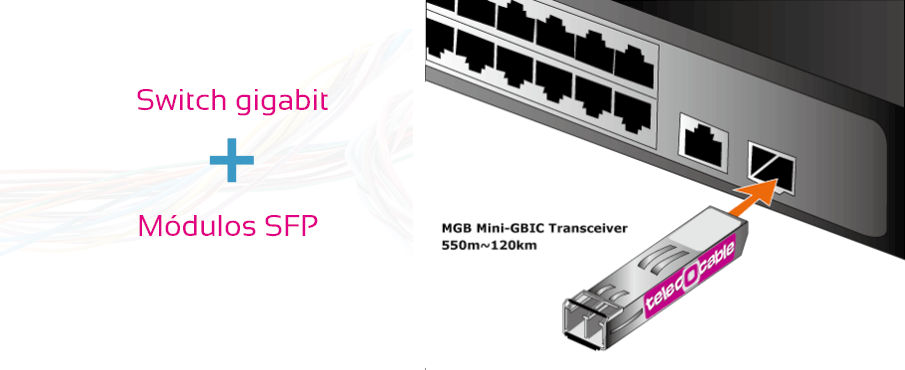 Switch gigabit
+
Módulos SFP
MGB Mini-GBIC Transceiver
550m~120km
telecocable